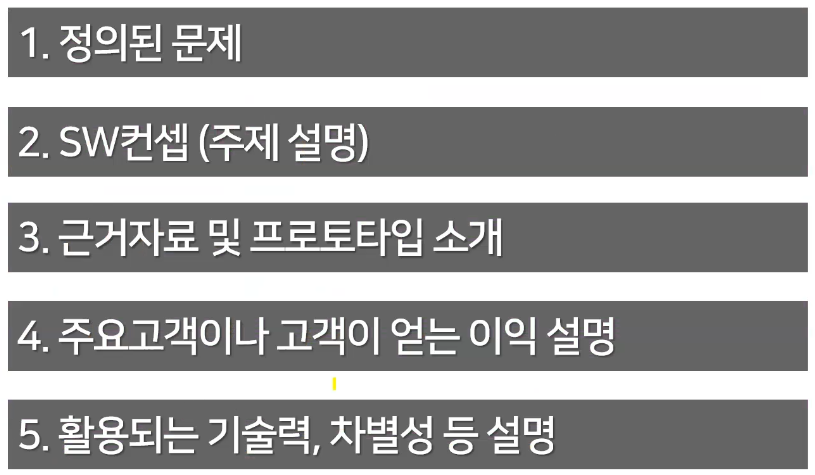 1. 정의된 문제
2. SW컨셉 (주제 설명)
3. 근거자료 및 프로토타입 소개
4. 주요고객이나 고객이 얻는 이익 설명
5. 활용되는 기술력, 차별성 등 설명